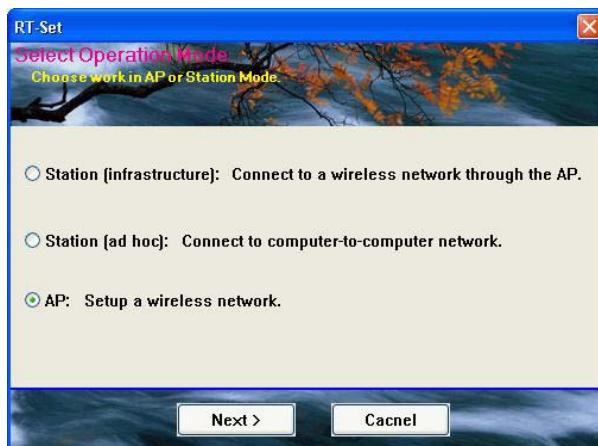 RT-Set
Select Operation Mode
Choose work in AP or Station Mode.
Station (infrastructure): Connect to a wireless network through the AP.
Station (ad hoc): Connect to computer-to-computer network.
AP: Setup a wireless network.
Next >
Cacnel